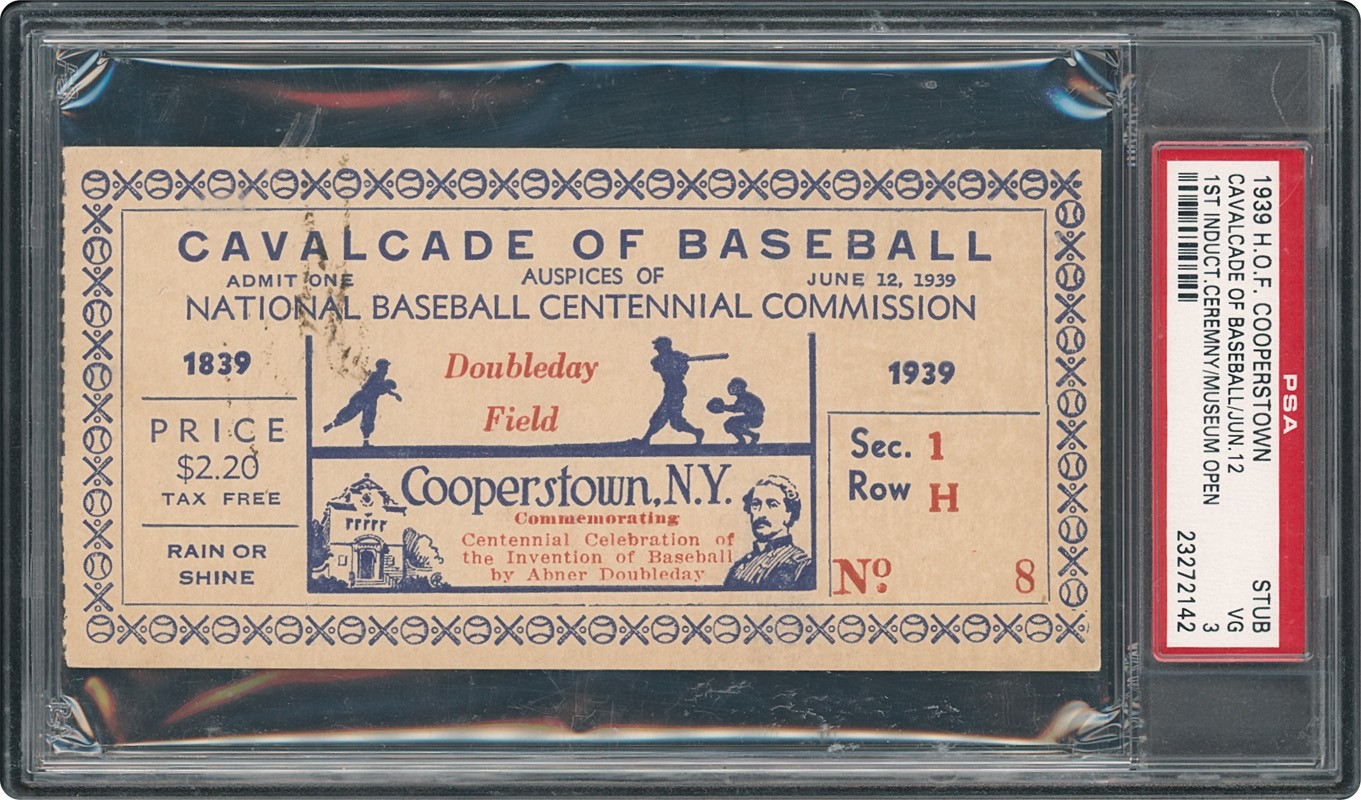 CAVALCADE OF BASEBALL
ADMIT ONE AUSPICES OF JUNE 12, 1939
NATIONAL BASEBALL CENTENNIAL COMMISSION
1839
PRICE
$2.20
TAX FREE
RAIN OR
SHINE
Doubleday
Field
Cooperstown, N.Y.
Commemorating
Centennial Celebration of
the Invention of Baseball
by Abner Doubleday
1939
Sec. 1
Row H
No. 8
PSA
1939 H.O.F. COOPERSTOWN
CAVALCADE OF BASEBALL/JUN.12
1ST INDUCT.CEREMNY/MUSEUM OPEN
STUB
VG
3
23272142